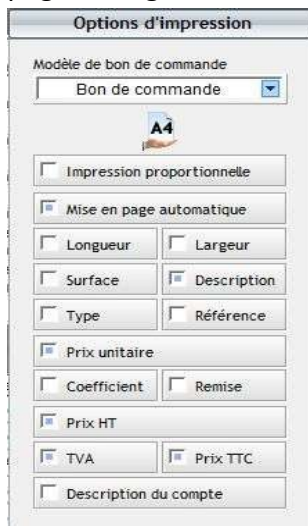 Options d'impression
Modèle de bon de commande
Bon de commande
A4
Impression proportionnelle
Mise en page automatique
Longueur Largeur
Surface Description
Type Référence
Prix unitaire
Coefficient Remise
Prix HT
TVA Prix TTC
Description du compte